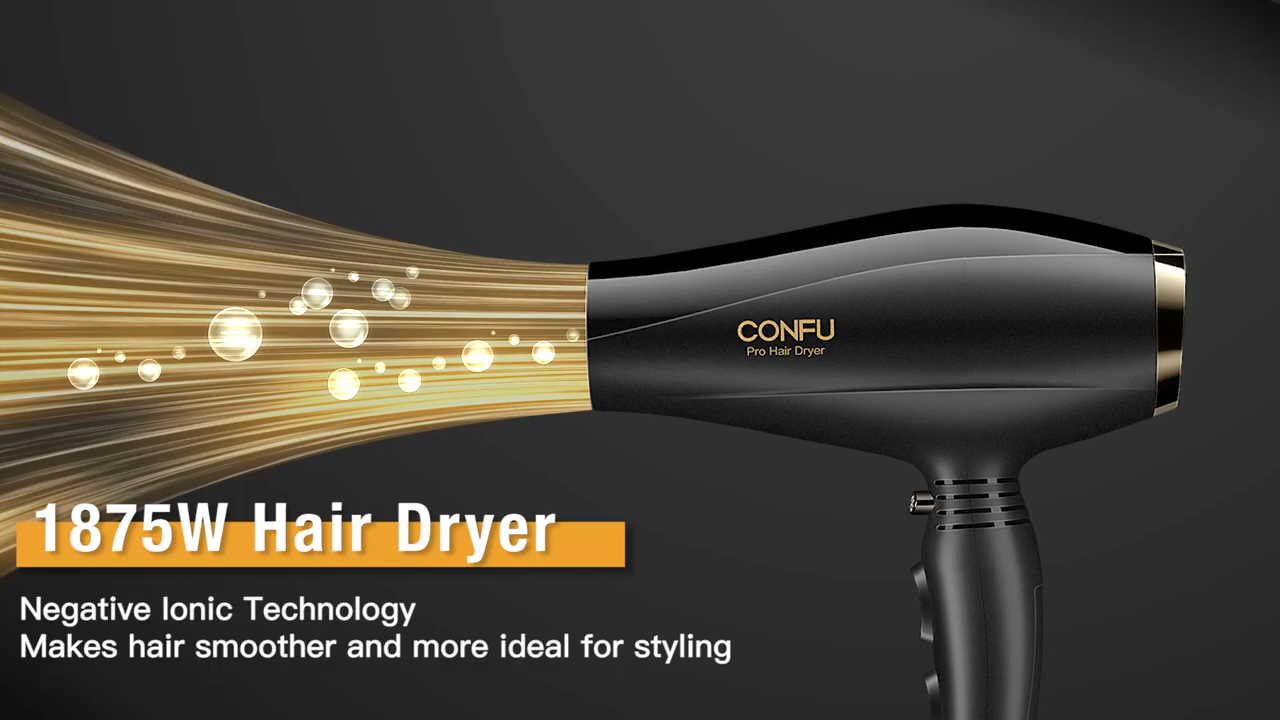 CONFU
Pro Hair Dryer
1875W Hair Dryer
Negative Ionic Technology
Makes hair smoother and more ideal for styling